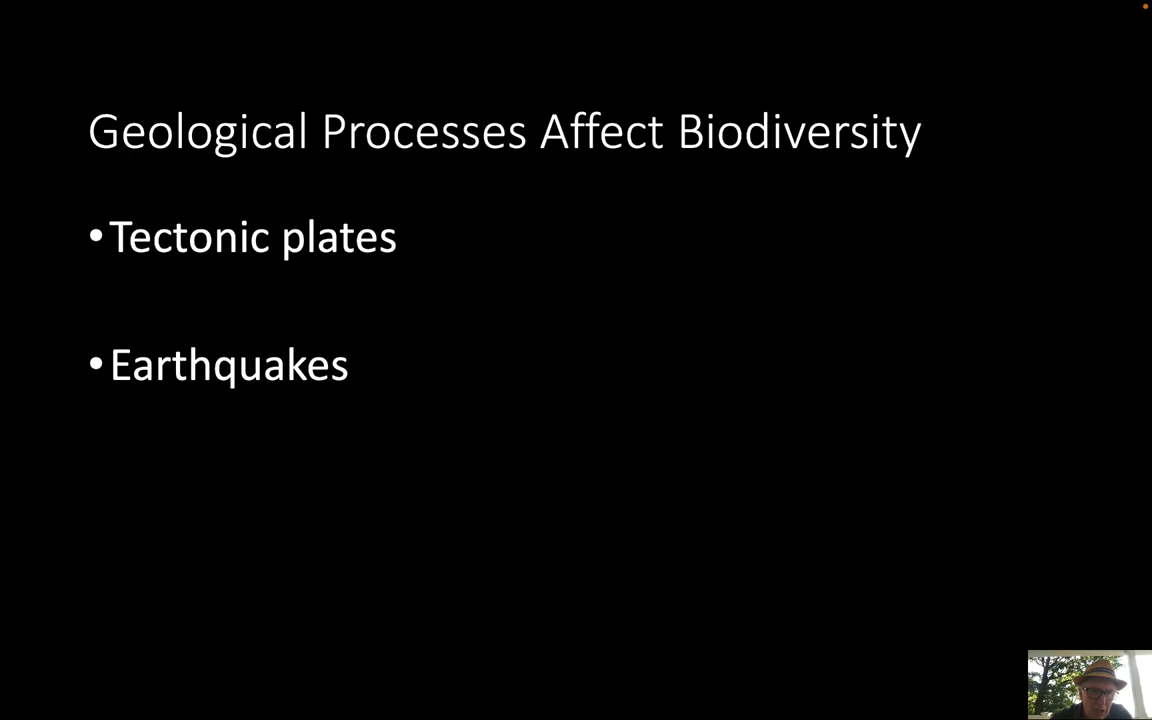 Geological Processes Affect Biodiversity
•Tectonic plates
•Earthquakes